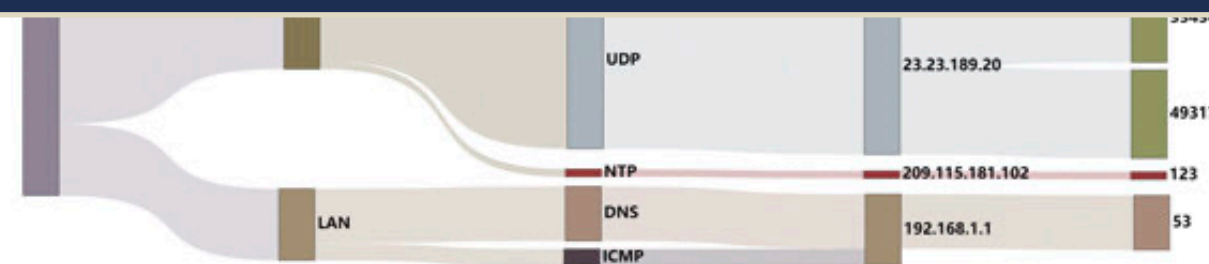 UDP
23.23.189.20
NTP
209.115.181.102
123
LAN
DNS
192.168.1.1
53
ICMP